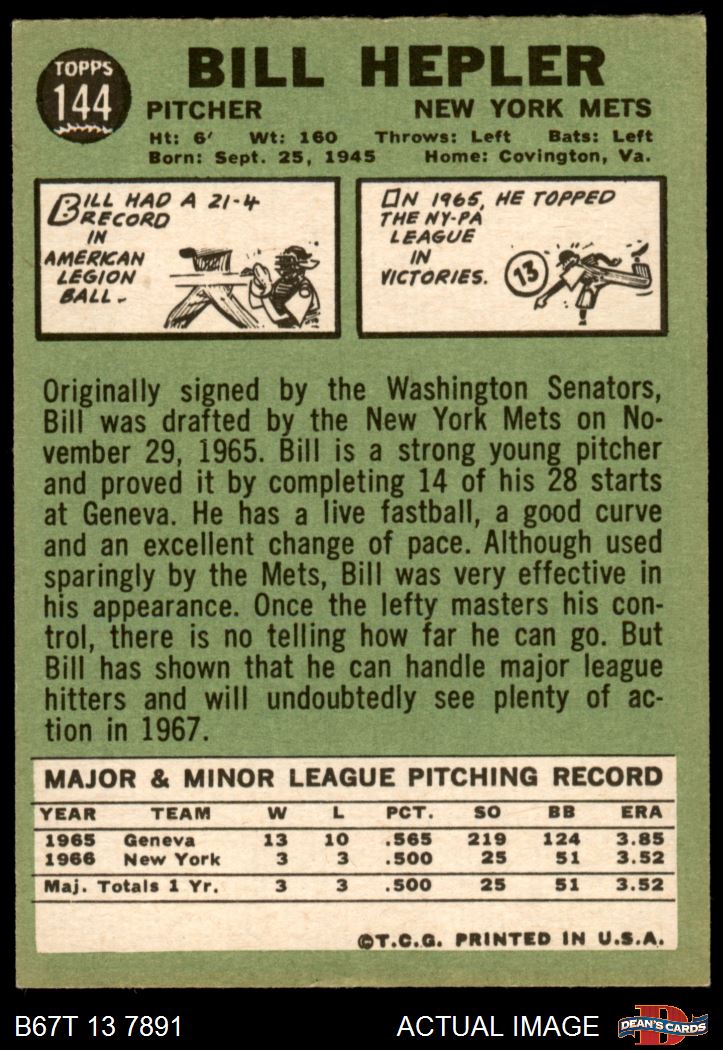 TOPPS
144
BILL HEPLER
PITCHER NEW YORK METS
Ht: 6' Wt: 160 Throws: Left Bats: Left
Born: Sept. 25, 1945 Home: Covington, Va.
BILL HAD A 21-4
RECORD
IN
AMERICAN
LEGION
BALL.
IN 1965, HE TOPPED
THE NY-PA
LEAGUE
IN
VICTORIES.
13
Originally signed by the Washington Senators,
Bill was drafted by the New York Mets on No-
vember 29, 1965. Bill is a strong young pitcher
and proved it by completing 14 of his 28 starts
at Geneva. He has a live fastball, a good curve
and an excellent change of pace. Although used
sparingly by the Mets, Bill was very effective in
his appearance. Once the lefty masters his con-
trol, there is no telling how far he can go. But
Bill has shown that he can handle major league
hitters and will undoubtedly see plenty of ac-
tion in 1967.
MAJOR & MINOR LEAGUE PITCHING RECORD
YEAR TEAM W L PCT. SO BB ERA
1965 Geneva 13 10 .565 219 124 3.85
1966 New York 3 3 .500 25 51 3.52
Maj. Totals 1 Yr. 3 3 .500 25 51 3.52
©T.C.G. PRINTED IN U.S.A.
B67T 13 7891 ACTUAL IMAGE
D
DEAN'S CARDS